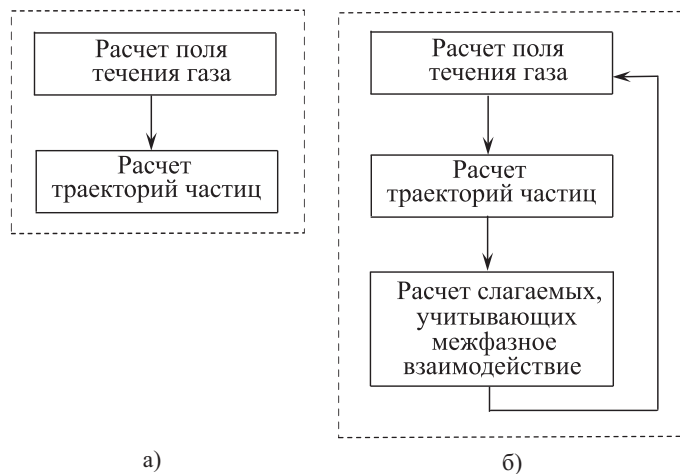 Расчет поля
течения газа
Расчет
траекторий частиц
а)
Расчет поля
течения газа
Расчет
траекторий частиц
Расчет слагаемых,
учитывающих
межфазное
взаимодействие
б)